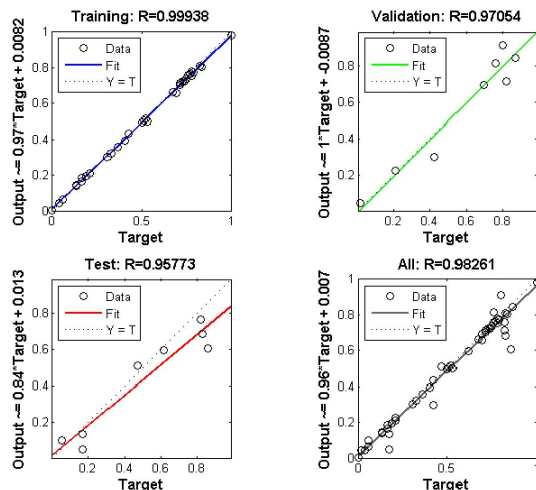 Training: R=0.99938
Output ~= 0.97*Target + 0.0082
1
0.8
0.6
0.4
0.2
0
Data
Fit
Y = T
0
0.5
1
Target
Validation: R=0.97054
Output ~= 1*Target + -0.0087
0.8
0.6
0.4
0.2
Data
Fit
Y = T
0.2
0.4
0.6
0.8
Target
Test: R=0.95773
Output ~= 0.84*Target + 0.013
0.8
0.6
0.4
0.2
Data
Fit
Y = T
0.2
0.4
0.6
0.8
Target
All: R=0.98261
Output ~= 0.96*Target + 0.007
1
0.8
0.6
0.4
0.2
0
Data
Fit
Y = T
0
0.5
1
Target